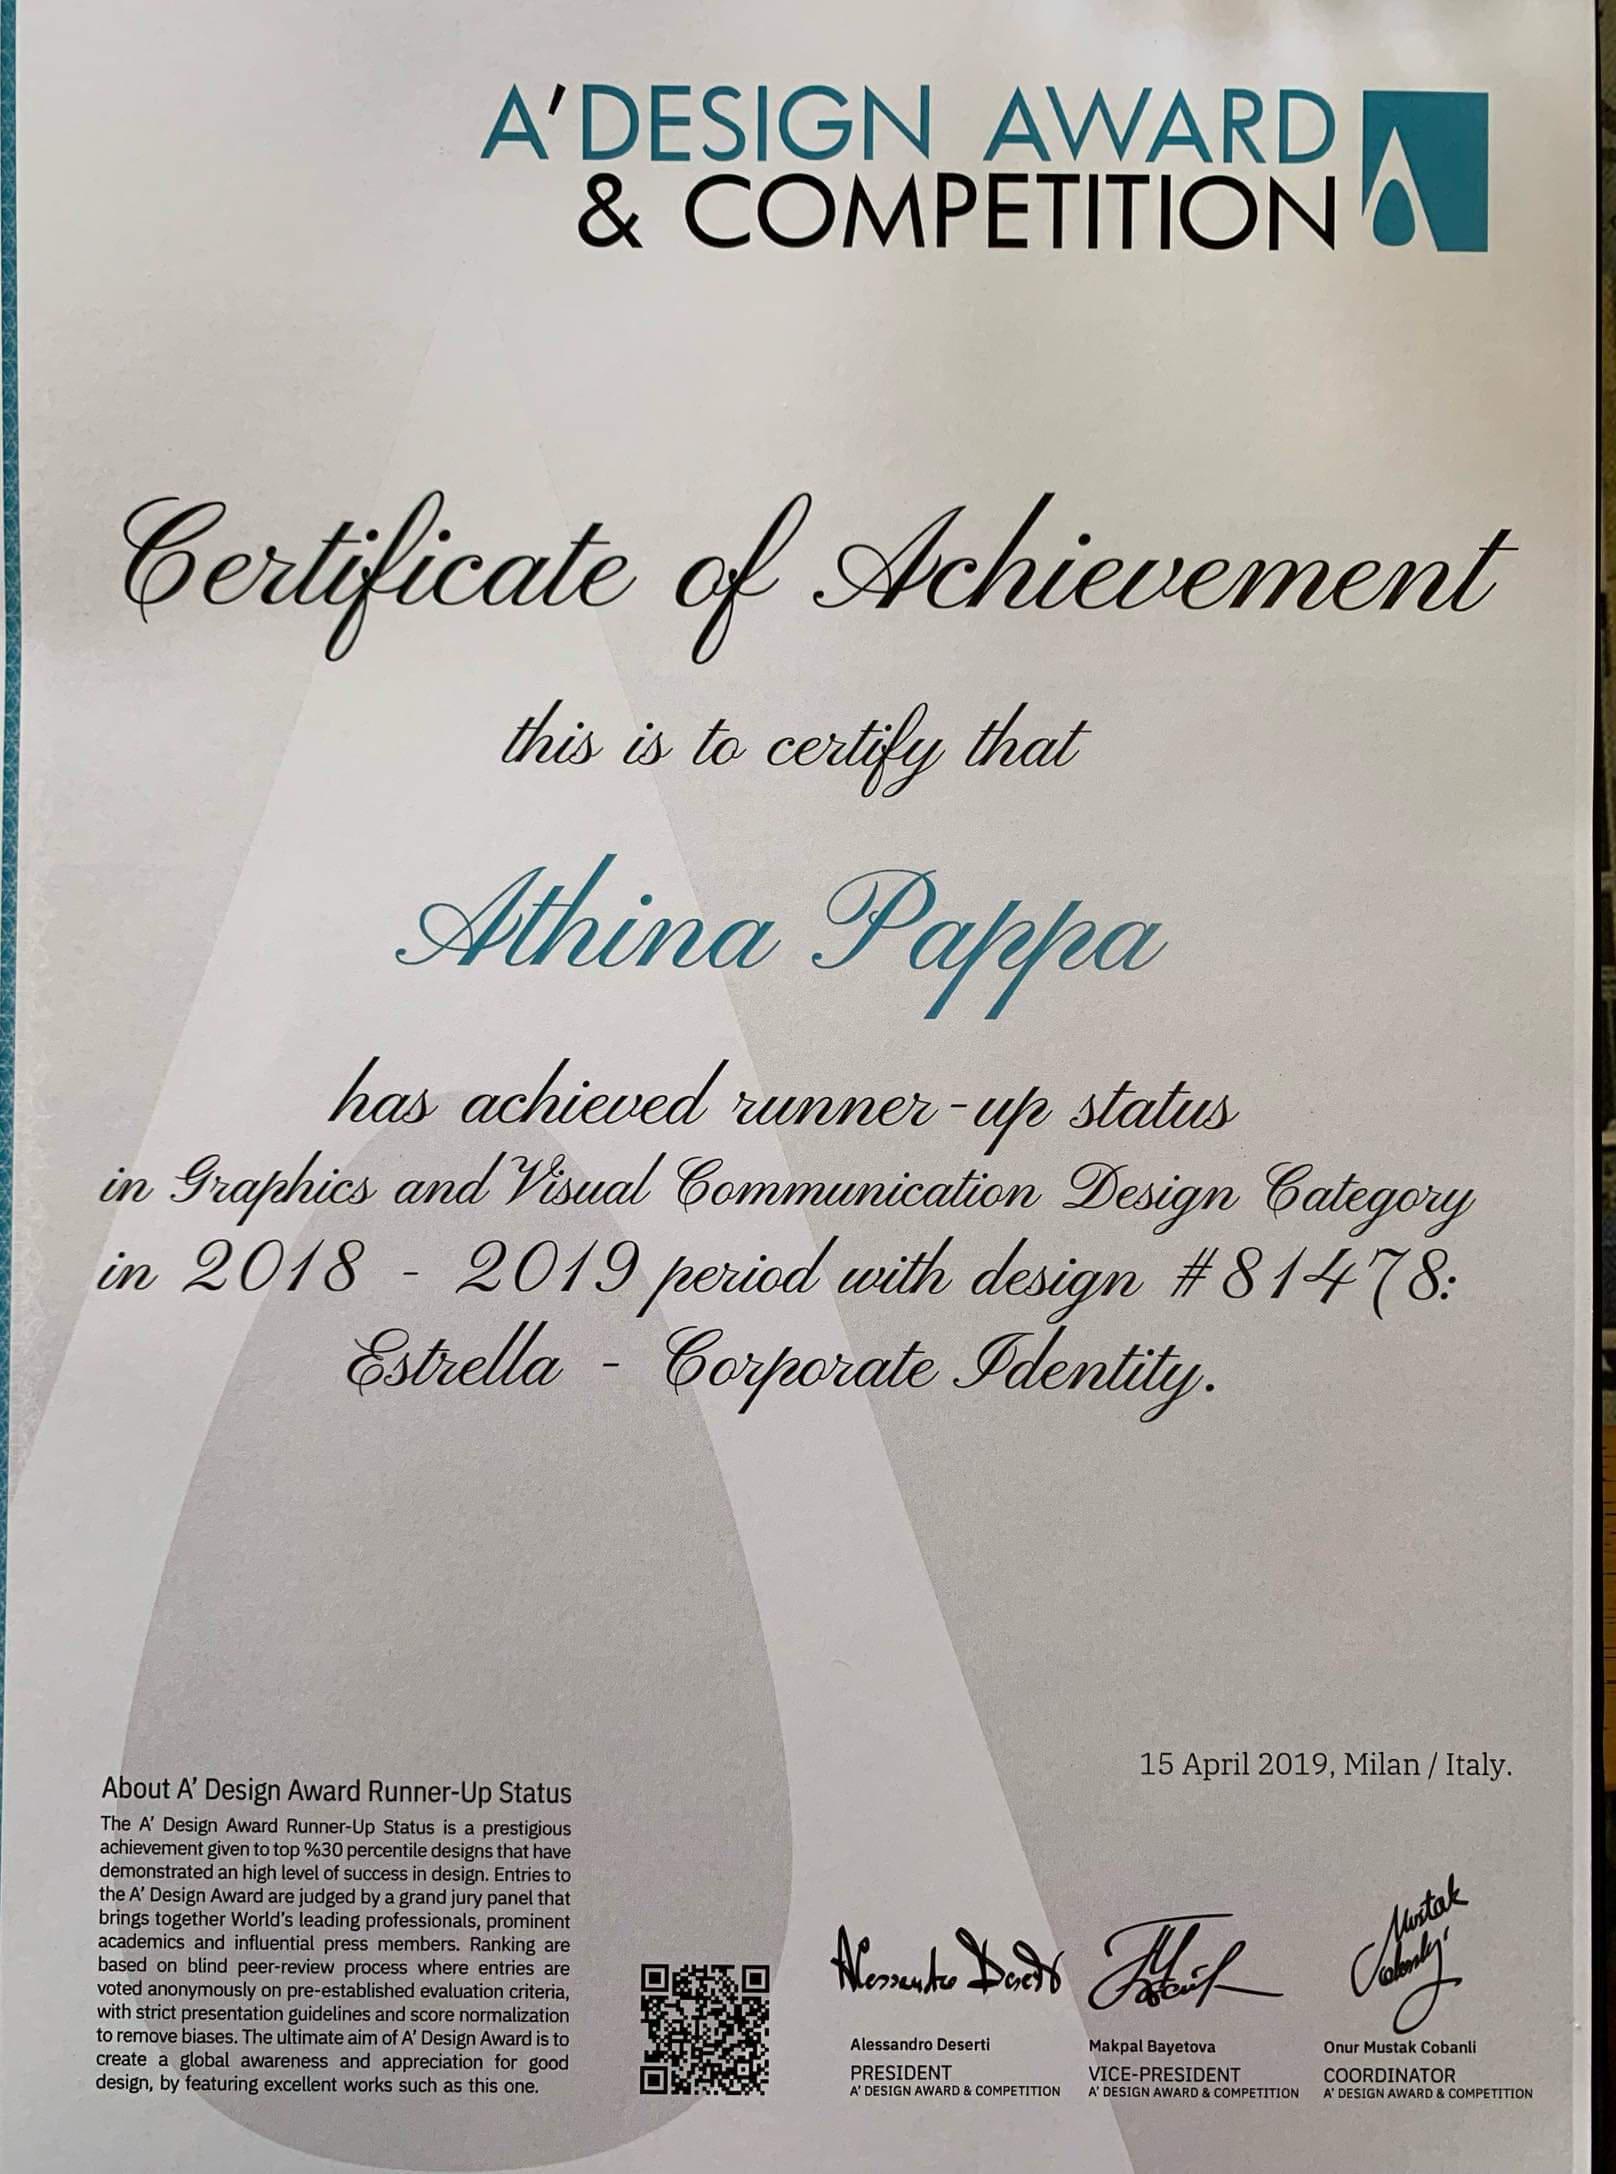 A' DESIGN AWARD
& COMPETITION
Certificate of Achievement
this is to certify that
Athina Pappa
has achieved runner-up status
in Graphics and Visual Communication Design Category
in 2018 - 2019 period with design #81478:
Estrella - Corporate Identity.
15 April 2019, Milan / Italy.
About A' Design Award Runner-Up Status
The A' Design Award Runner-Up Status is a prestigious
achievement given to top %30 percentile designs that have
demonstrated an high level of success in design. Entries to
the A' Design Award are judged by a grand jury panel that
brings together World's leading professionals, prominent
academics and influential press members. Ranking are
based on blind peer-review process where entries are
voted anonymously on pre-established evaluation criteria,
with strict presentation guidelines and score normalization
to remove biases. The ultimate aim of A' Design Award is to
create a global awareness and appreciation for good
design, by featuring excellent works such as this one.
Alessandro Deserti
Alessandro Deserti
PRESIDENT
A' DESIGN AWARD & COMPETITION
Makpal Bayetova
VICE-PRESIDENT
A' DESIGN AWARD & COMPETITION
Mustak
Cobanli
Onur Mustak Cobanli
COORDINATOR
A' DESIGN AWARD & COMPETITION